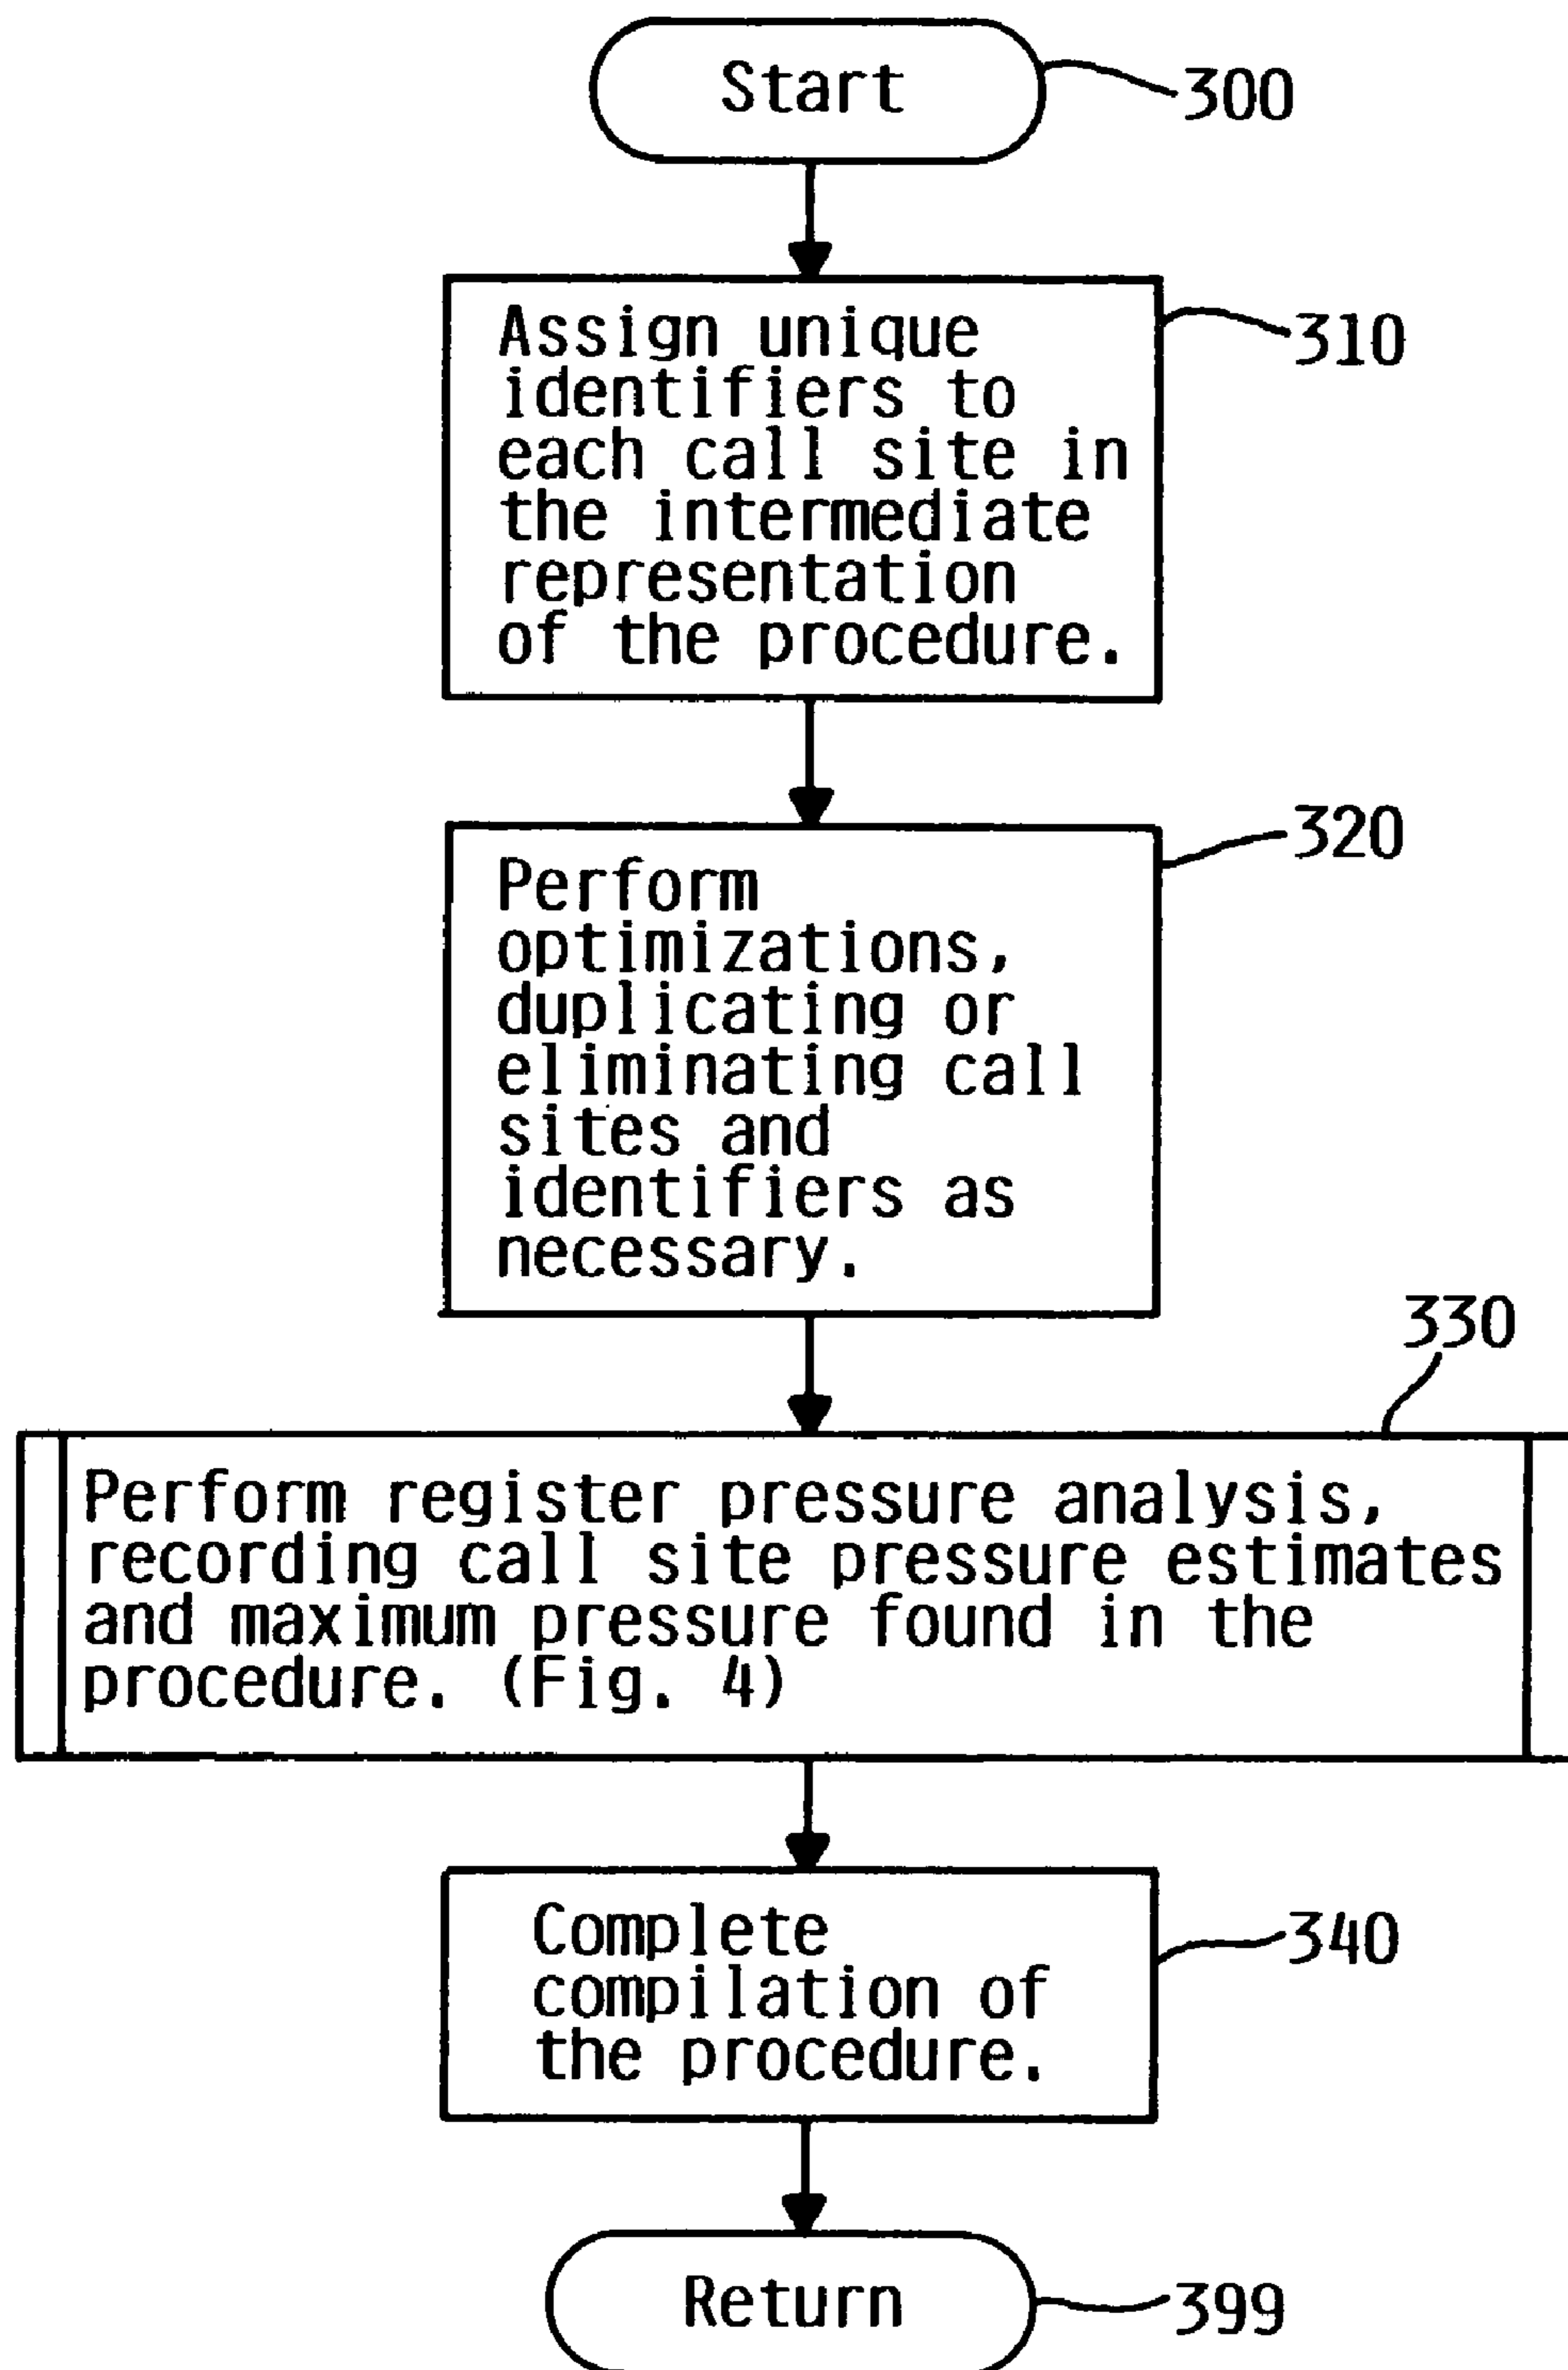 Start
300
Assign unique
identifiers to
each call site in
the intermediate
representation
of the procedure.
310
320
Perform
optimizations,
duplicating or
eliminating call
sites and
identifiers as
necessary.
330
Perform register pressure analysis,
recording call site pressure estimates
and maximum pressure found in the
procedure. (Fig. 4)
Complete
compilation of
the procedure.
340
Return
399